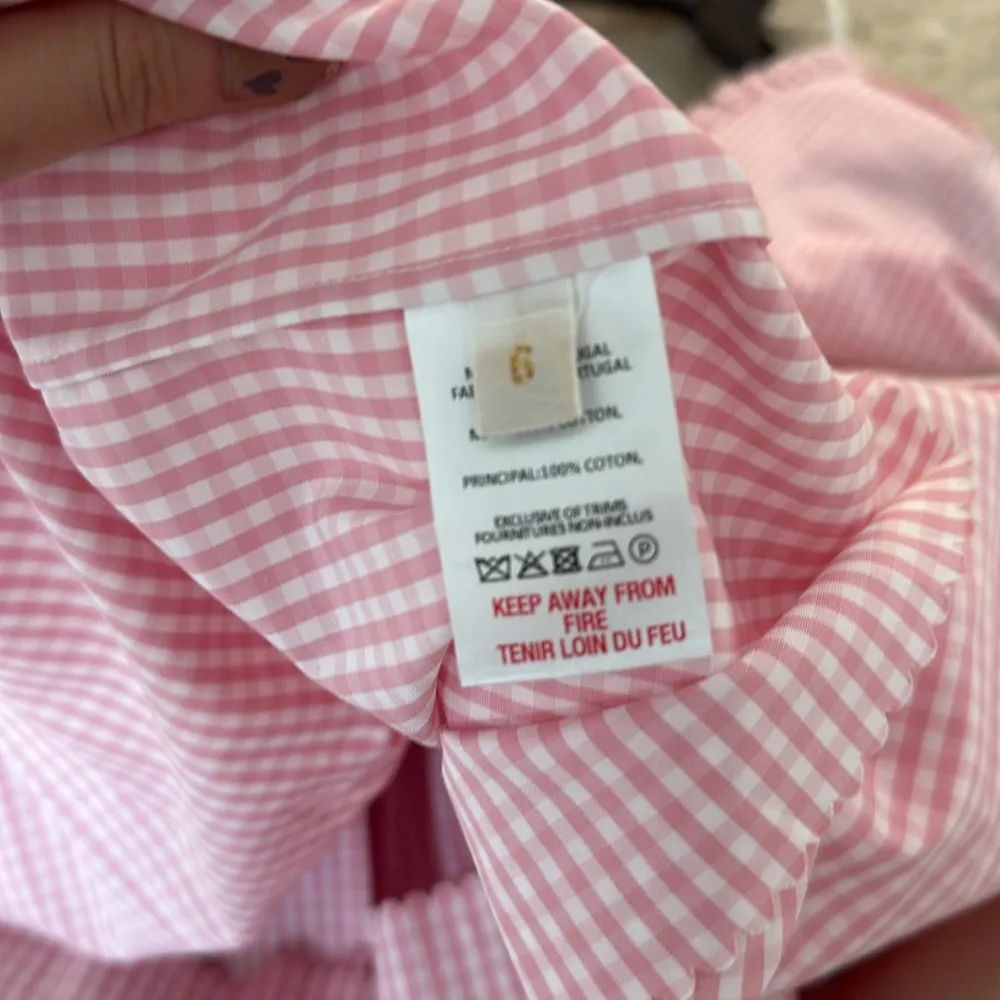 6
PRINCIPAL:100% COTON,
EXCLUSIVE OF TRIMS
FOURNITURES NON-INCLUS
P
KEEP AWAY FROM
FIRE
TENIR LOIN DU FEU